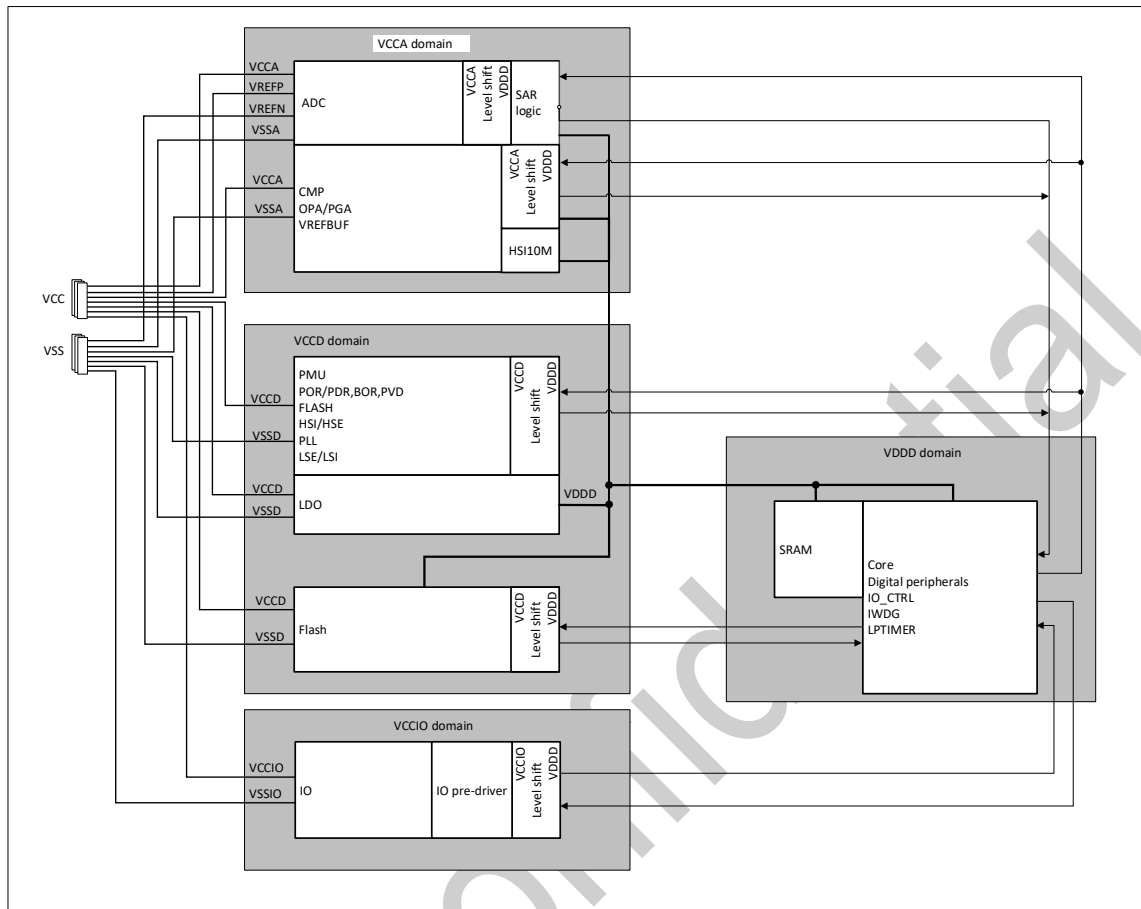 VCCA domain
VCCA
VREFP
VREFN
VSSA
ADC
VCCA
Level shift
VDDD
SAR
logic
VCCA
VSSA
CMP
OPA/PGA
VREFBUF
VCCA
Level shift
VDDD
HSI10M
VCC
VSS
VCCD domain
VCCD
VSSD
PMU
POR/PDR,BOR,PVD
FLASH
HSI/HSE
PLL
LSE/LSI
VCCD
Level shift
VDDD
VCCD
VSSD
LDO
VDDD
VCCD
VSSD
Flash
VCCD
Level shift
VDDD
VDDD domain
SRAM
Core
Digital peripherals
IO_CTRL
IWDG
LPTIMER
VCCIO domain
VCCIO
VSSIO
IO
IO pre-driver
VCCIO
Level shift
VDDD